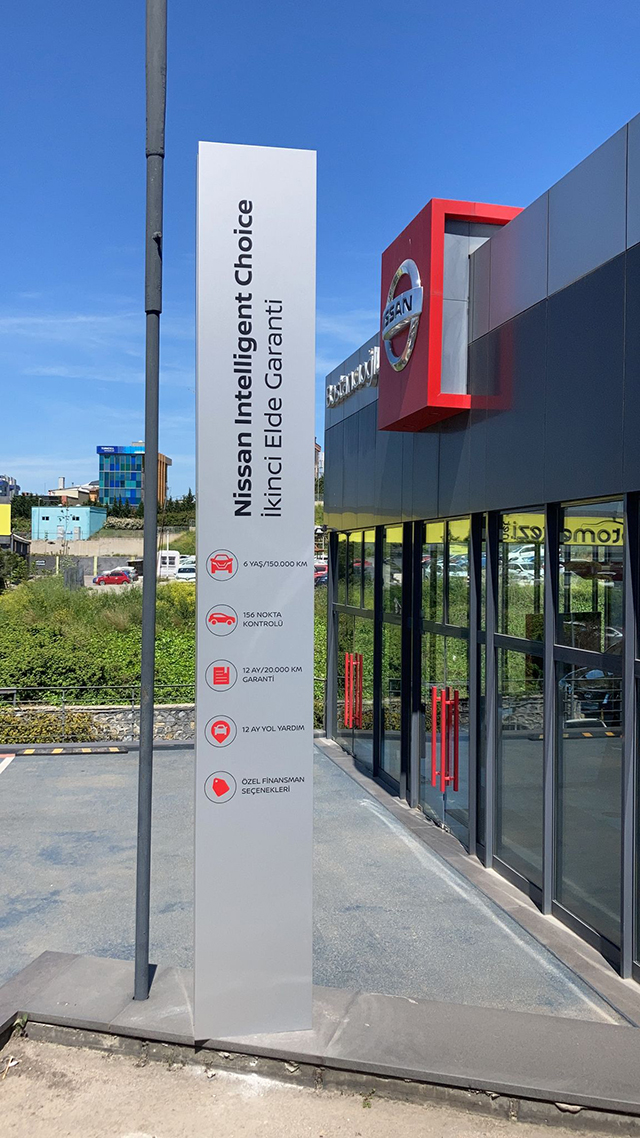 Nissan Intelligent Choice
İkinci Elde Garanti
6 YAŞ/150.000 KM
156 NOKTA
KONTROLÜ
12 AY/20.000 KM
GARANTİ
12 AY YOL YARDIM
ÖZEL FİNANSMAN
SEÇENEKLERİ
NISSAN